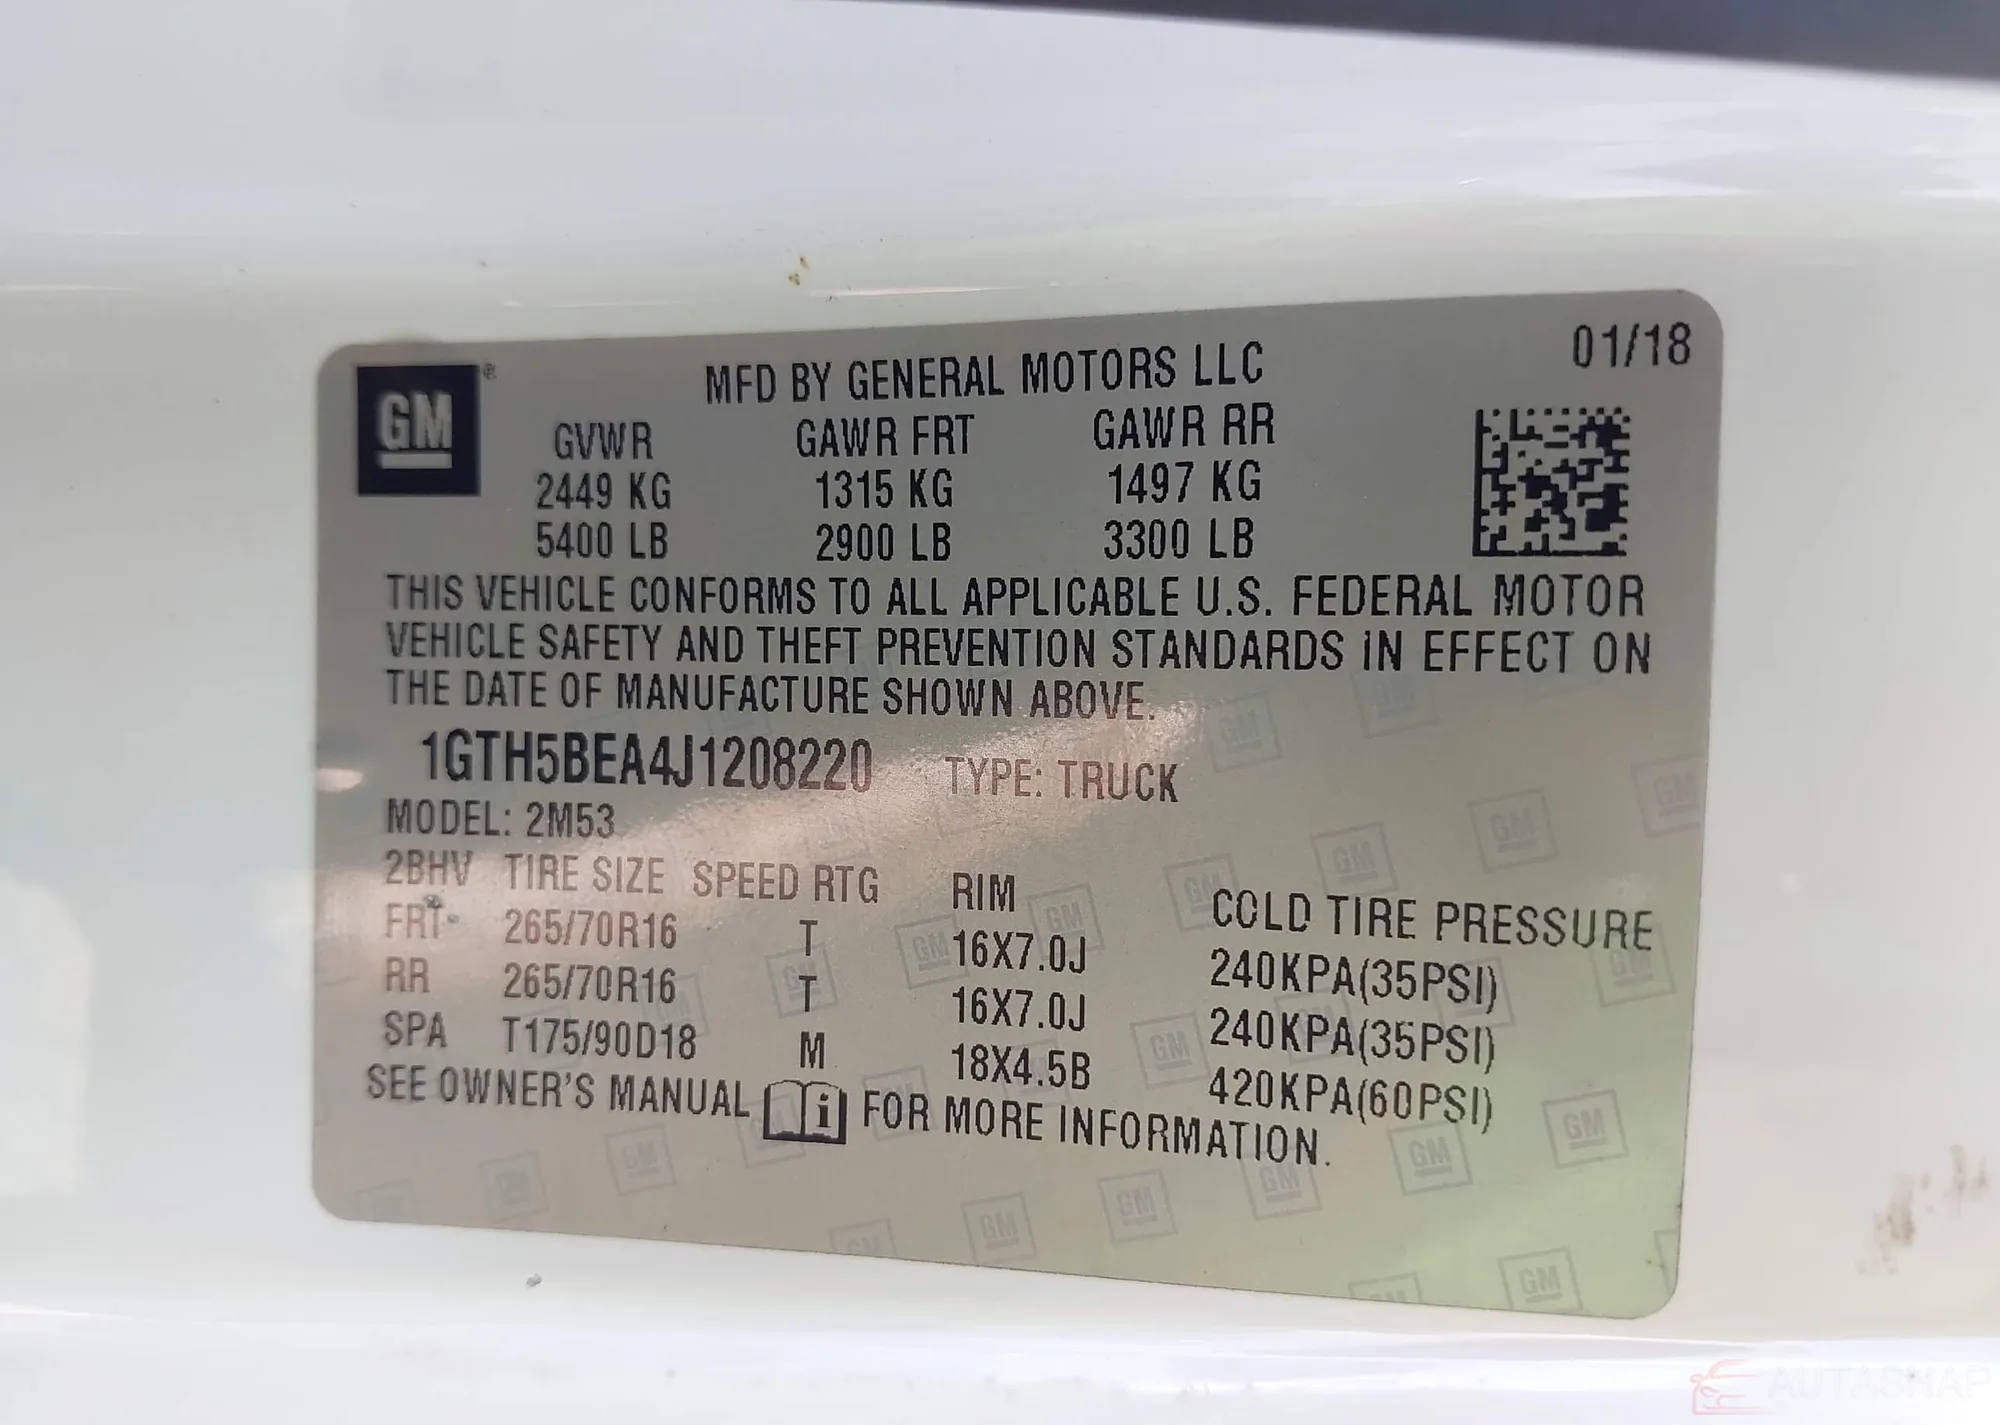 GM®
MFD BY GENERAL MOTORS LLC
01/18
GVWR GAWR FRT GAWR RR
2449 KG 1315 KG 1497 KG
5400 LB 2900 LB 3300 LB
THIS VEHICLE CONFORMS TO ALL APPLICABLE U.S. FEDERAL MOTOR
VEHICLE SAFETY AND THEFT PREVENTION STANDARDS IN EFFECT ON
THE DATE OF MANUFACTURE SHOWN ABOVE.
1GTH5BEA4J1208220 TYPE: TRUCK
MODEL: 2M53
2BHV TIRE SIZE SPEED RTG RIM COLD TIRE PRESSURE
FRT 265/70R16 T 16X7.0J 240KPA(35PSI)
RR 265/70R16 T 16X7.0J 240KPA(35PSI)
SPA T175/90D18 M 18X4.5B 420KPA(60PSI)
SEE OWNER'S MANUAL i FOR MORE INFORMATION.
AUTASNAP